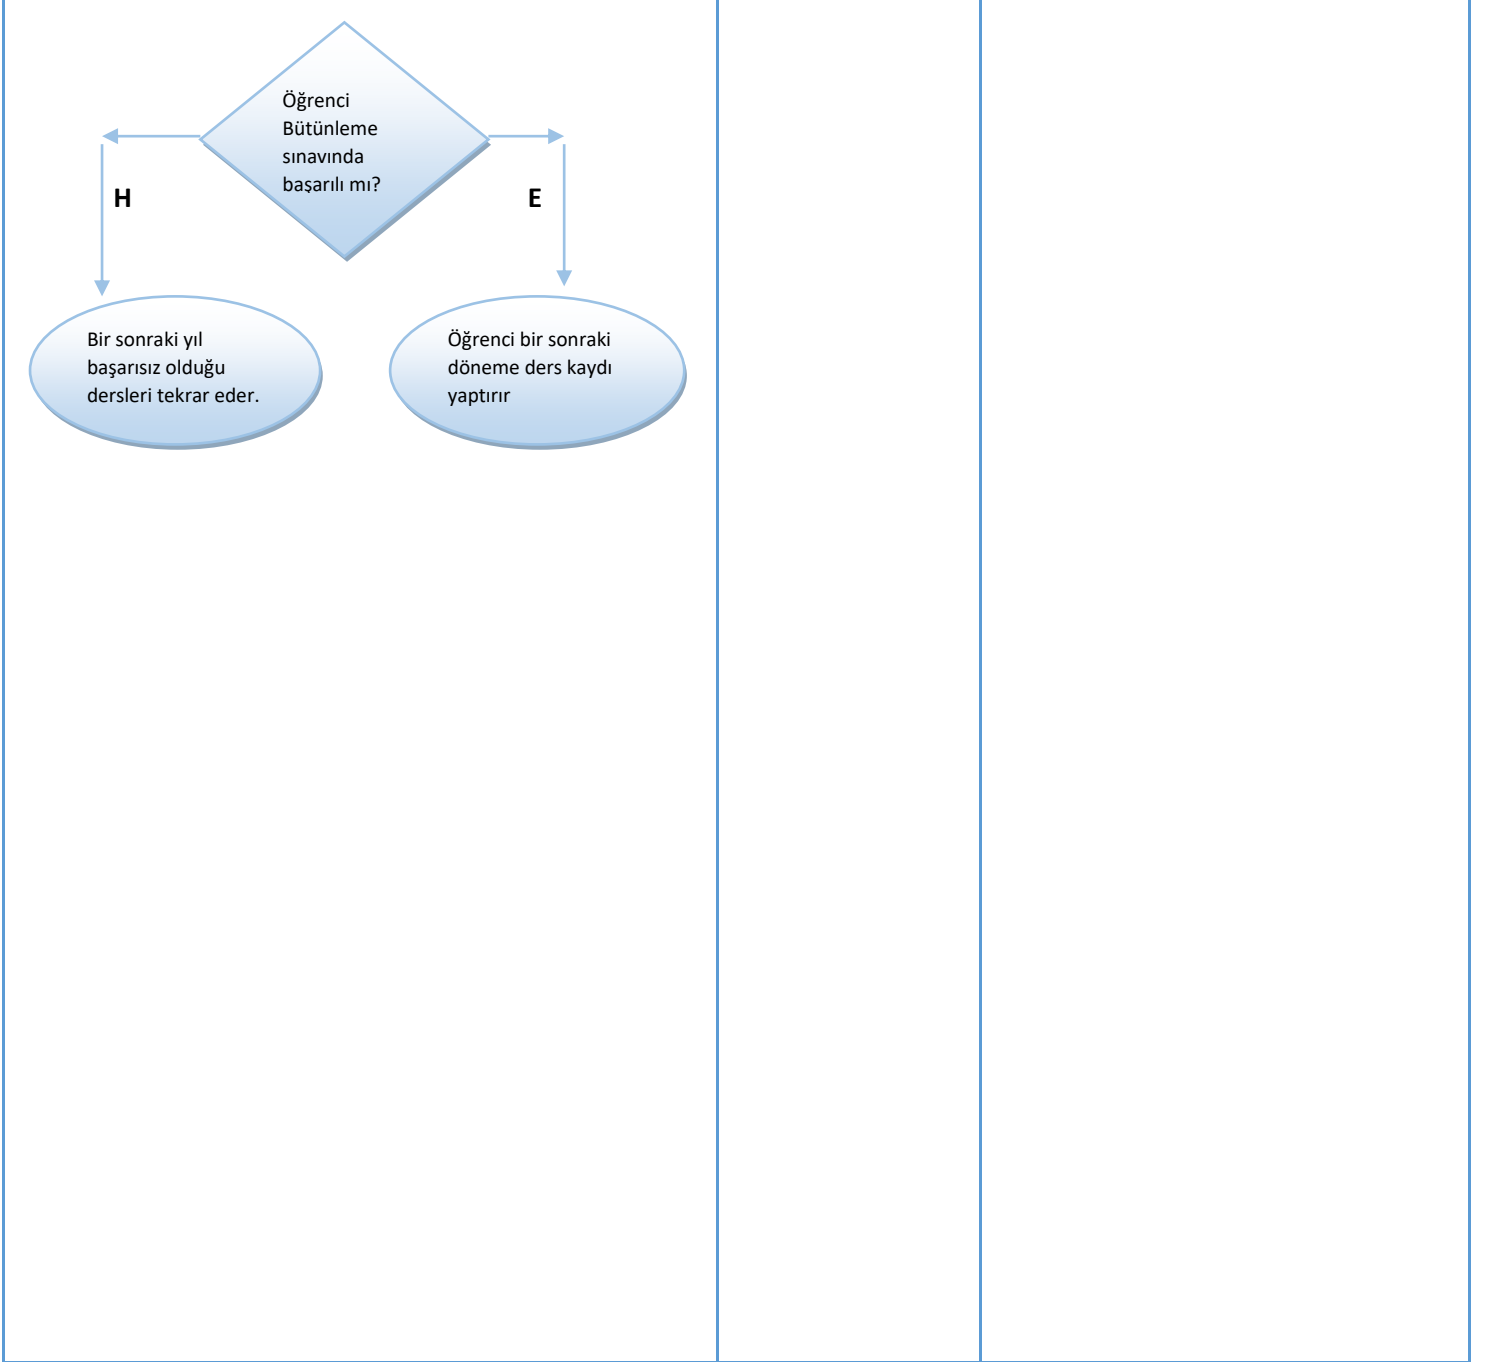 Öğrenci
Bütünleme
sınavında
başarılı mı?
H
E
Bir sonraki yıl
başarısız olduğu
dersleri tekrar eder.
Öğrenci bir sonraki
döneme ders kaydı
yaptırır